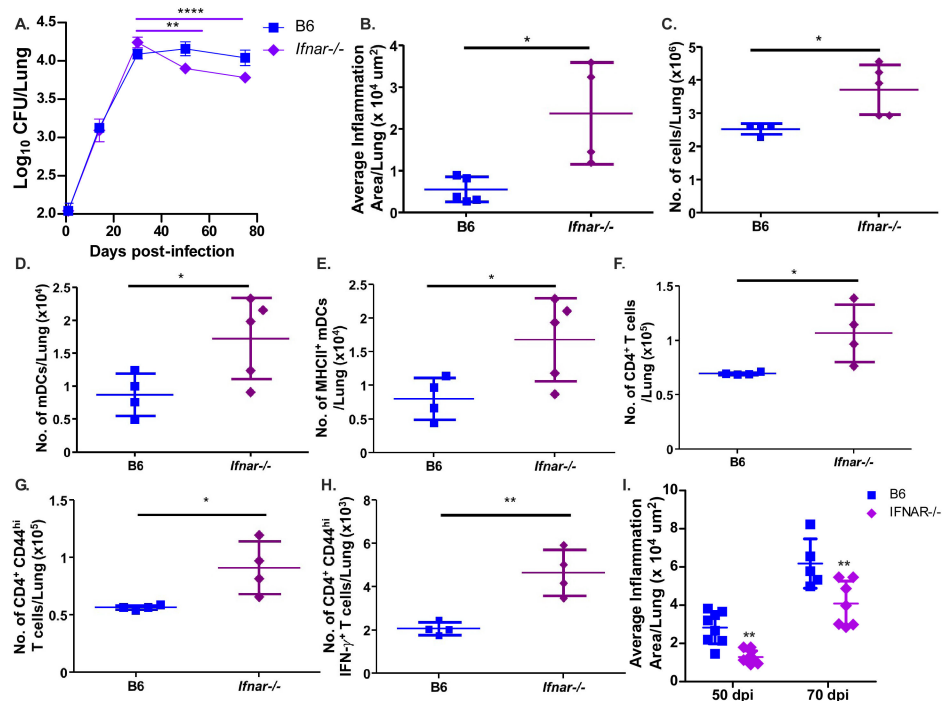 A.
****
**
B6
Ifnar-/-
Log10 CFU/Lung
4.5
4.0
3.5
3.0
2.5
2.0
0 20 40 60 80
Days post-infection
B.
*
Average Inflammation
Area/Lung (x 10⁴ um²)
4
3
2
1
0
B6 Ifnar-/-
C.
*
No. of cells/Lung (x10⁶)
6
5
4
3
2
1
0
B6 Ifnar-/-
D.
*
No. of mDCs/Lung (x10⁴)
2.5
2
1.5
1
0.5
0
B6 Ifnar-/-
E.
*
No. of MHCII⁺ mDCs
/Lung (x10⁴)
2.5
2
1.5
1
0.5
0
B6 Ifnar-/-
F.
*
No. of CD4⁺ T cells
/Lung (x10⁵)
1.5
1
0.5
0
B6 Ifnar-/-
G.
*
No. of CD4⁺ CD44hi
T cells/Lung (x10⁵)
1.5
1
0.5
0
B6 Ifnar-/-
H.
**
No. of CD4⁺ CD44hi
IFN-γ⁺ T cells/Lung (x10³)
8
6
4
2
0
B6 Ifnar-/-
I.
B6
IFNAR-/-
Average Inflammation
Area/Lung (x 10⁴ um²)
10
8
6
4
2
0
**
**
50 dpi 70 dpi